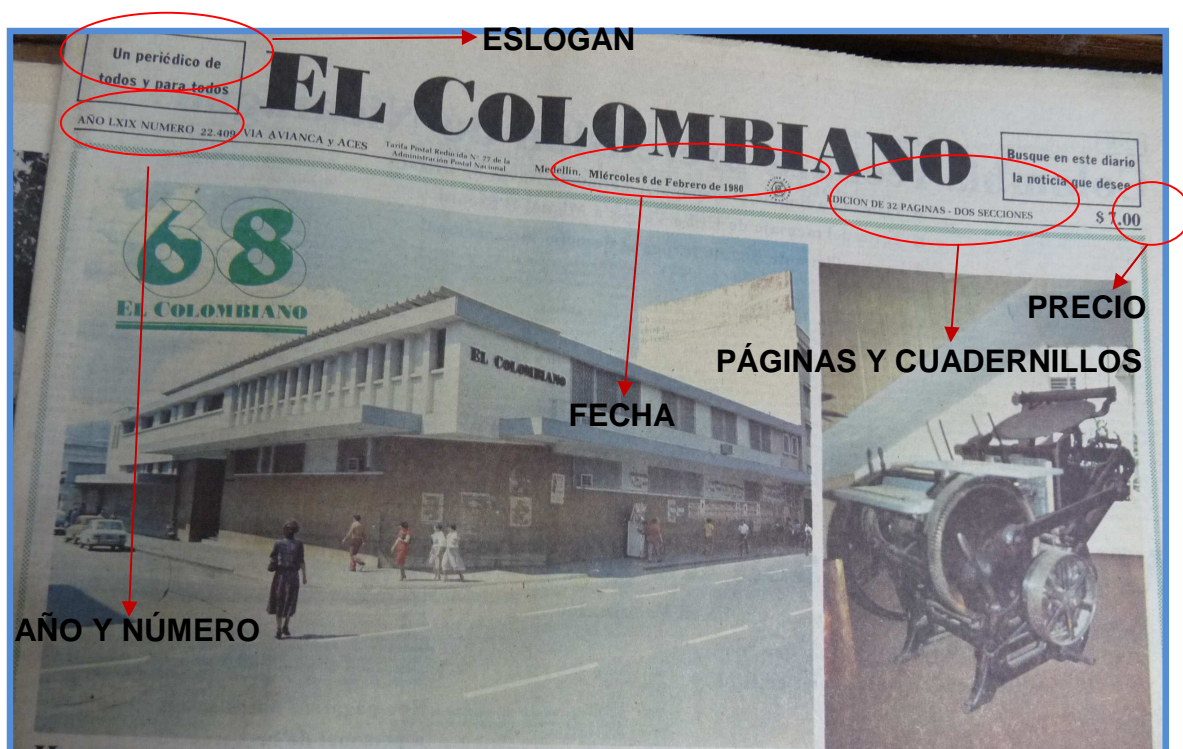 ESLOGAN
Un periódico de
todos y para todos
EL COLOMBIANO
AÑO LXIX NUMERO 22.409 VIA AVIANCA y ACES
Tarifa Postal Reducida Nº 77 de la
Administración Postal Nacional
Medellín. Miércoles 6 de Febrero de 1980
EDICION DE 32 PAGINAS - DOS SECCIONES
Busque en este diario
la noticia que desee
$ 7.00
68
EL COLOMBIANO
EL COLOMBIANO
PRECIO
PÁGINAS Y CUADERNILLOS
FECHA
AÑO Y NÚMERO